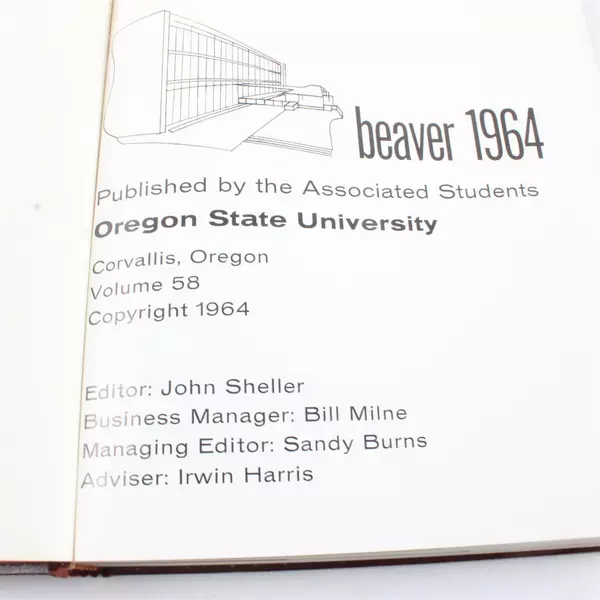 beaver 1964
Published by the Associated Students
Oregon State University
Corvallis, Oregon
Volume 58
Copyright 1964
Editor: John Sheller
Business Manager: Bill Milne
Managing Editor: Sandy Burns
Adviser: Irwin Harris